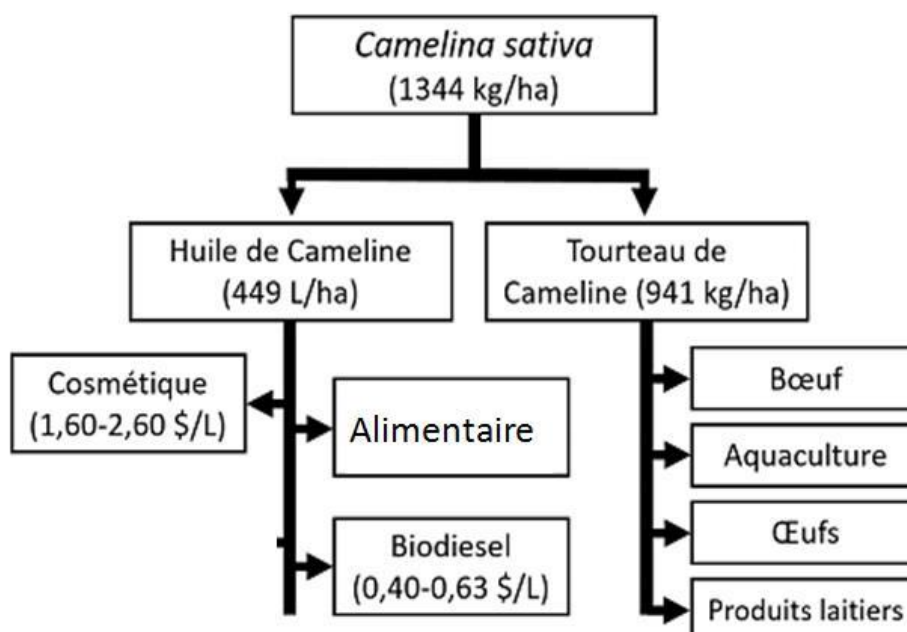 Camelina sativa
(1344 kg/ha)
Huile de Cameline
(449 L/ha)
Tourteau de
Cameline (941 kg/ha)
Cosmétique
(1,60-2,60 $/L)
Alimentaire
Biodiesel
(0,40-0,63 $/L)
Bœuf
Aquaculture
Œufs
Produits laitiers